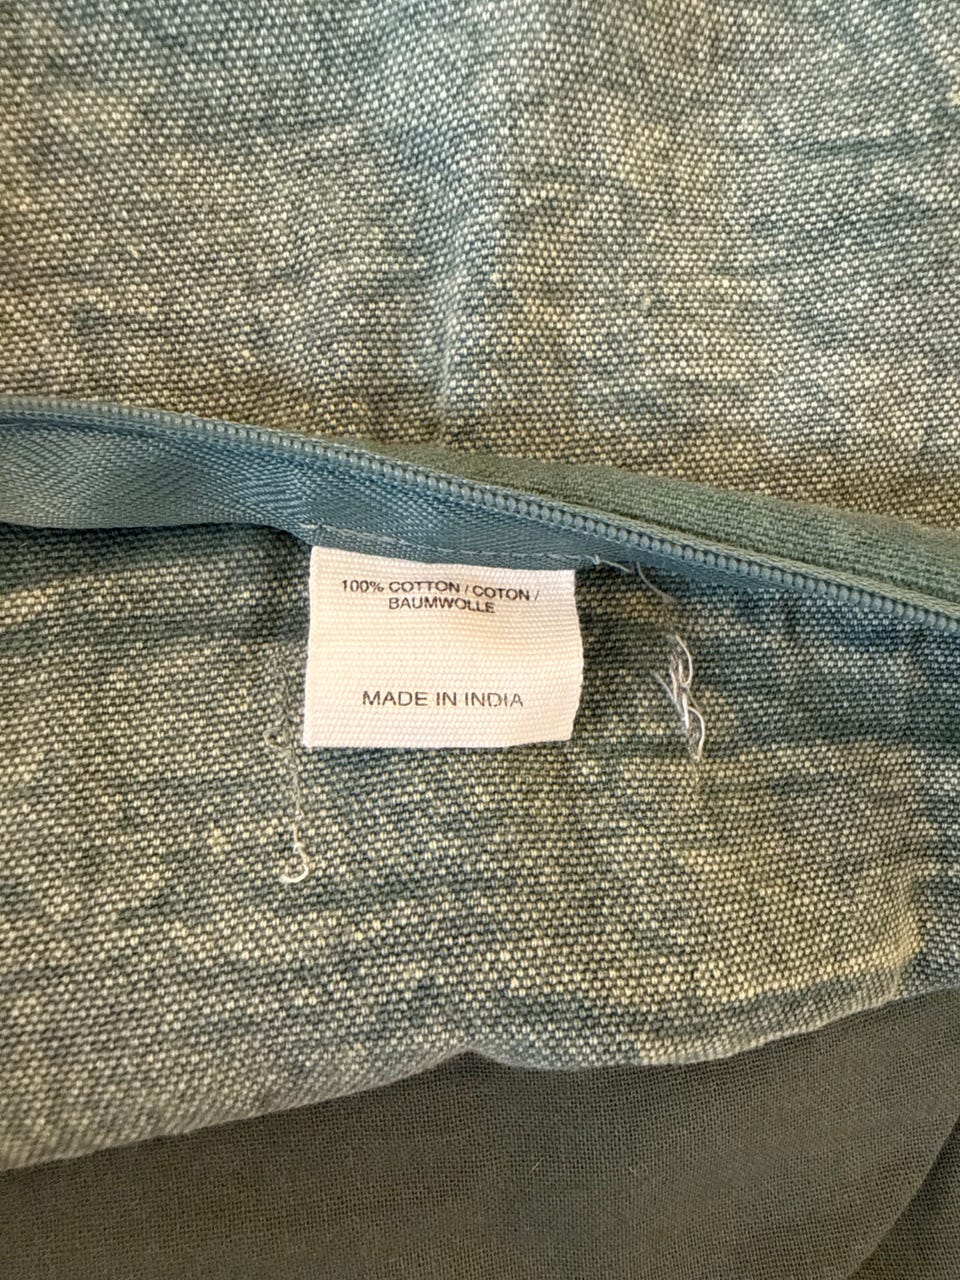 100% COTTON / COTON /
BAUMWOLLE
MADE IN INDIA